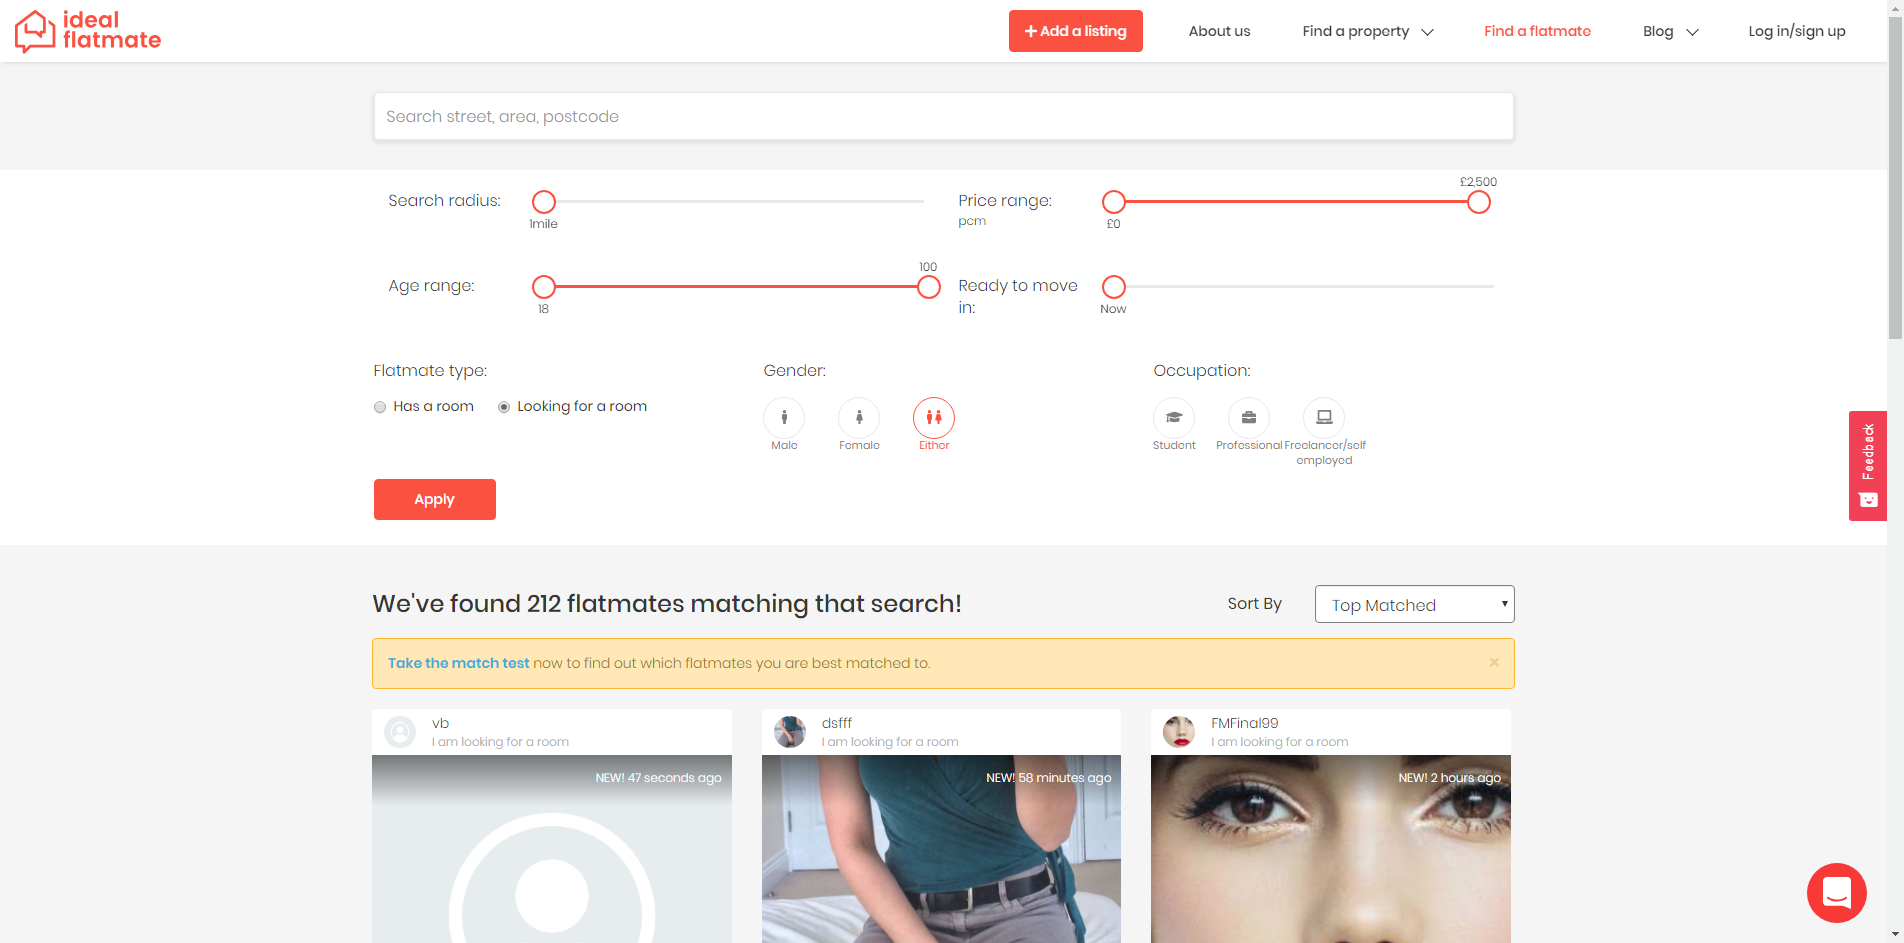 ideal
flatmate
+ Add a listing
About us
Find a property
Find a flatmate
Blog
Log in/sign up
Search street, area, postcode
Search radius:
1mile
Price range:
pcm
£2,500
£0
Age range:
100
18
Ready to move
in:
Now
Flatmate type:
Has a room
Looking for a room
Gender:
Male
Female
Either
Occupation:
Student
Professional
Freelancer/self
employed
Apply
Feedback
We've found 212 flatmates matching that search!
Sort By
Top Matched
Take the match test now to find out which flatmates you are best matched to.
×
vb
I am looking for a room
NEW! 47 seconds ago
dsfff
I am looking for a room
NEW! 58 minutes ago
FMFinal99
I am looking for a room
NEW! 2 hours ago